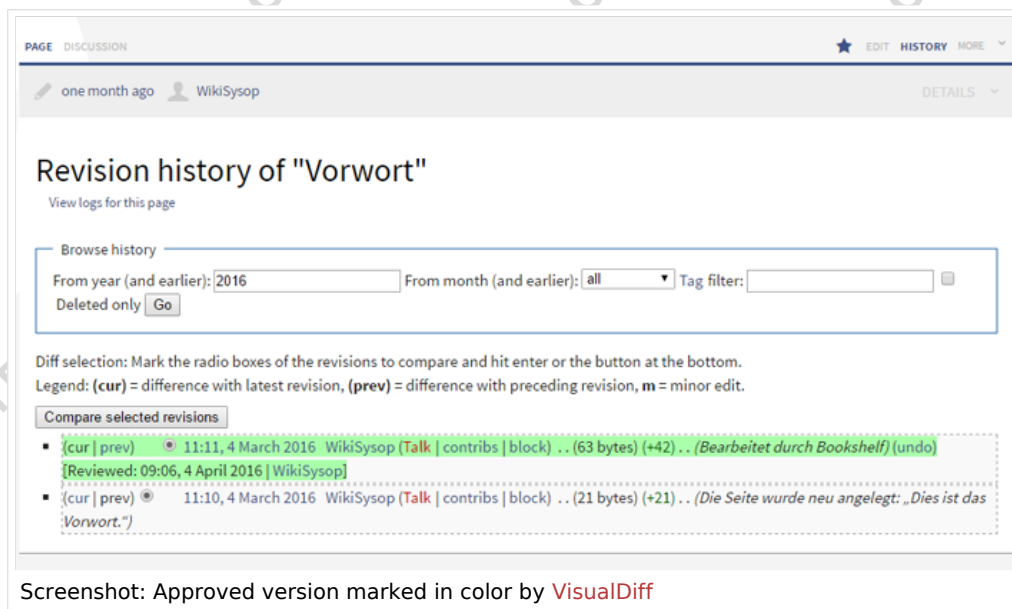 PAGE DISCUSSION EDIT HISTORY MORE
one month ago WikiSysop DETAILS
Revision history of "Vorwort"
View logs for this page
Browse history
From year (and earlier): 2016 From month (and earlier): all Tag filter:
Deleted only Go
Diff selection: Mark the radio boxes of the revisions to compare and hit enter or the button at the bottom.
Legend: (cur) = difference with latest revision, (prev) = difference with preceding revision, m = minor edit.
Compare selected revisions
(cur | prev) 11:11, 4 March 2016 WikiSysop (Talk | contribs | block) . . (63 bytes) (+42) . . (Bearbeitet durch Bookshelf) (undo)
[Reviewed: 09:06, 4 April 2016 | WikiSysop]
(cur | prev) 11:10, 4 March 2016 WikiSysop (Talk | contribs | block) . . (21 bytes) (+21) . . (Die Seite wurde neu angelegt: „Dies ist das
Vorwort.“)
Screenshot: Approved version marked in color by VisualDiff